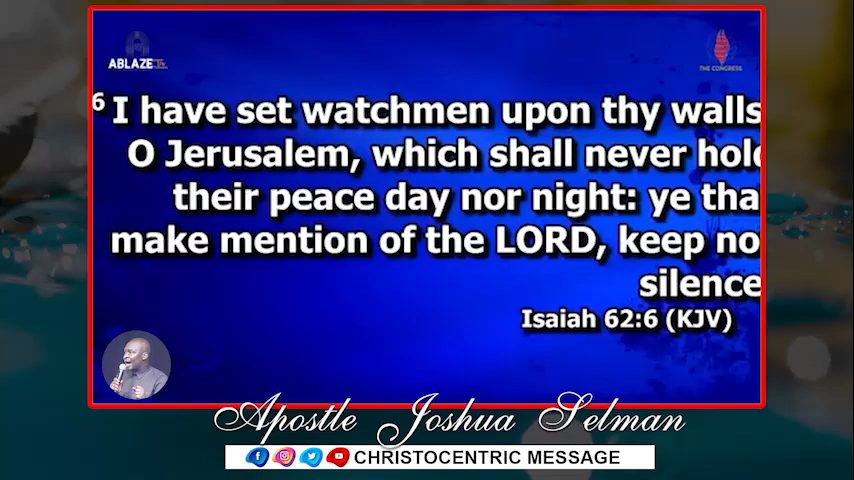 ABLAZE Tv
THE CONGRESS
6 I have set watchmen upon thy walls
O Jerusalem, which shall never hold
their peace day nor night: ye tha
make mention of the LORD, keep no
silence
Isaiah 62:6 (KJV)
Apostle Joshua Selman
CHRISTOCENTRIC MESSAGE